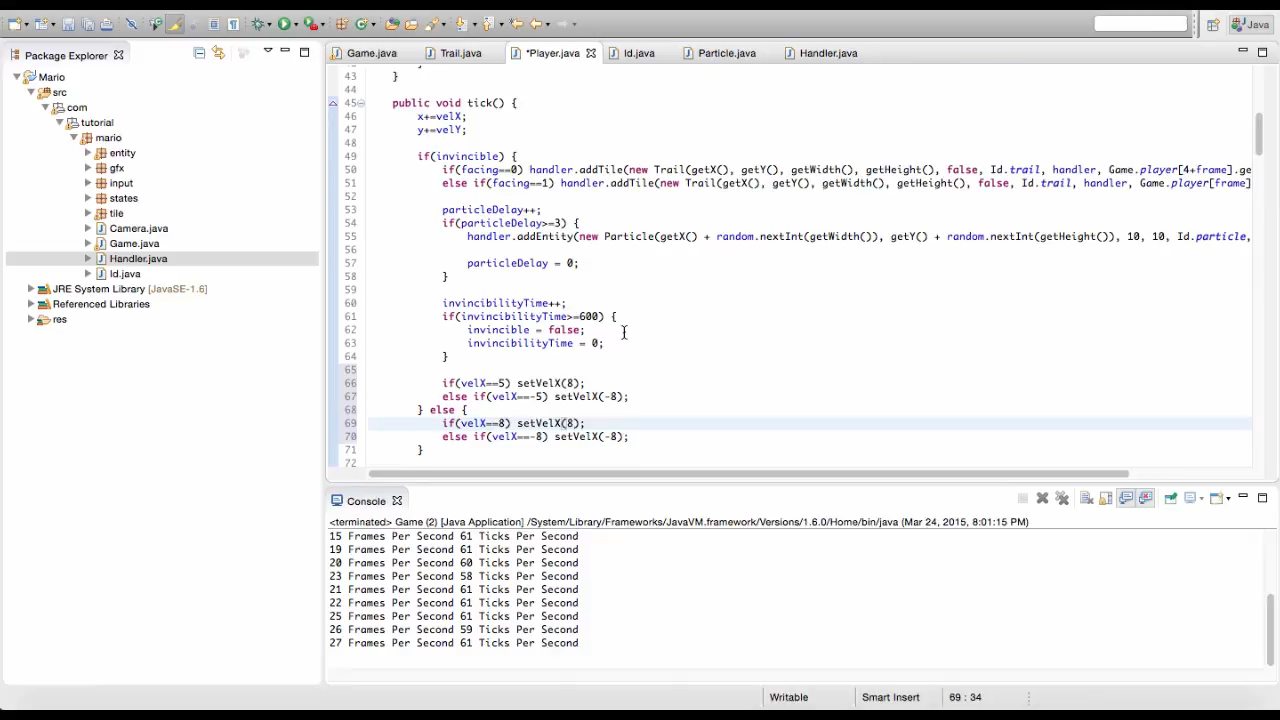 Java
Package Explorer
Game.java
Trail.java
*Player.java
Id.java
Particle.java
Handler.java
Mario
src
com
tutorial
mario
entity
gfx
input
states
tile
Camera.java
Game.java
Handler.java
Id.java
JRE System Library [JavaSE-1.6]
Referenced Libraries
res
43 }
44
45 public void tick() {
46 x+=velX;
47 y+=velY;
48
49 if(invincible) {
50 if(facing==0) handler.addTile(new Trail(getX(), getY(), getWidth(), getHeight(), false, Id.trail, handler, Game.player[4+frame].ge
51 else if(facing==1) handler.addTile(new Trail(getX(), getY(), getWidth(), getHeight(), false, Id.trail, handler, Game.player[frame]
52
53 particleDelay++;
54 if(particleDelay>=3) {
55 handler.addEntity(new Particle(getX() + random.nextInt(getWidth()), getY() + random.nextInt(getHeight()), 10, 10, Id.particle,
56
57 particleDelay = 0;
58 }
59
60 invincibilityTime++;
61 if(invincibilityTime>=600) {
62 invincible = false;
63 invincibilityTime = 0;
64 }
65
66 if(velX==5) setVelX(8);
67 else if(velX==-5) setVelX(-8);
68 } else {
69 if(velX==8) setVelX(8);
70 else if(velX==-8) setVelX(-8);
71 }
72
Console
<terminated> Game (2) [Java Application] /System/Library/Frameworks/JavaVM.framework/Versions/1.6.0/Home/bin/java (Mar 24, 2015, 8:01:15 PM)
15 Frames Per Second 61 Ticks Per Second
19 Frames Per Second 61 Ticks Per Second
20 Frames Per Second 60 Ticks Per Second
23 Frames Per Second 58 Ticks Per Second
21 Frames Per Second 61 Ticks Per Second
22 Frames Per Second 61 Ticks Per Second
25 Frames Per Second 61 Ticks Per Second
26 Frames Per Second 59 Ticks Per Second
27 Frames Per Second 61 Ticks Per Second
Writable Smart Insert 69 : 34